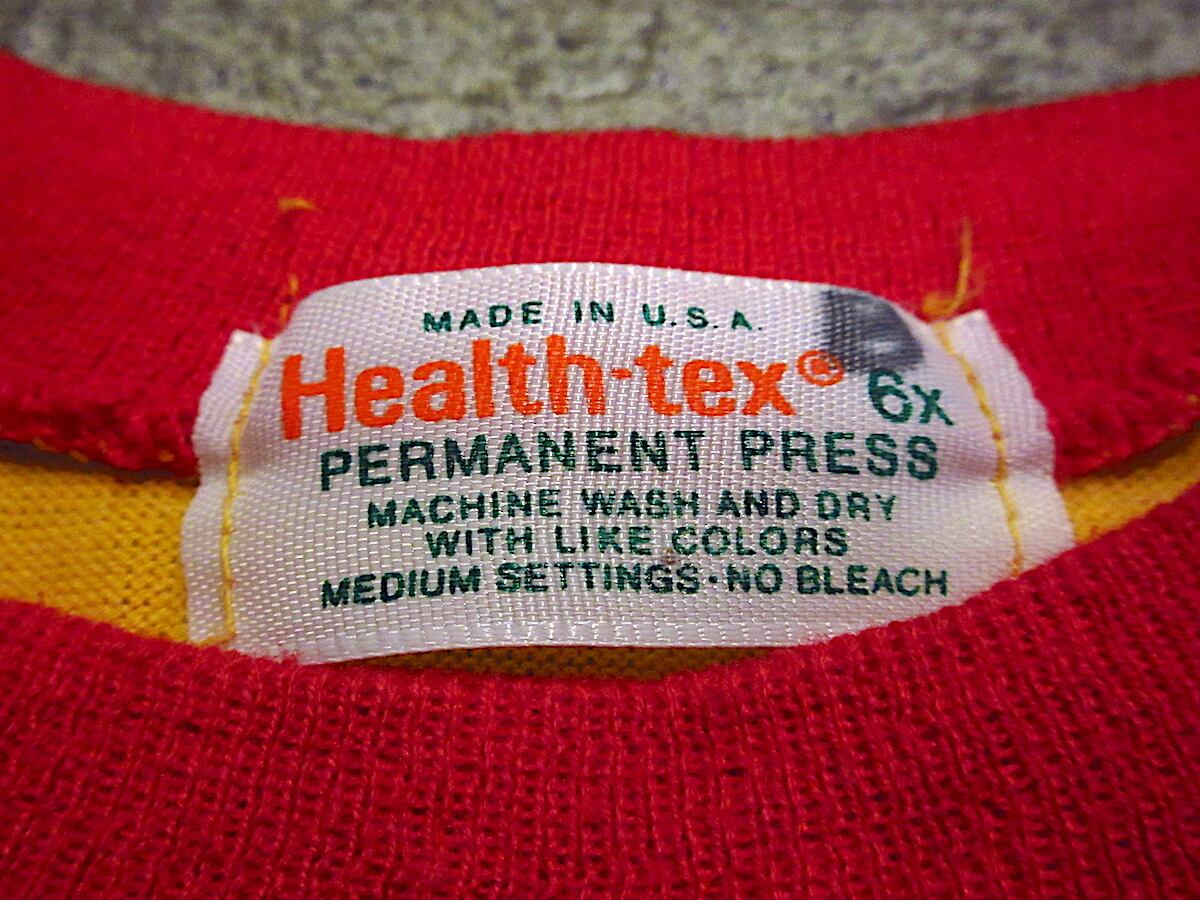 MADE IN U.S.A.
Health-tex® 6x
PERMANENT PRESS
MACHINE WASH AND DRY
WITH LIKE COLORS
MEDIUM SETTINGS·NO BLEACH